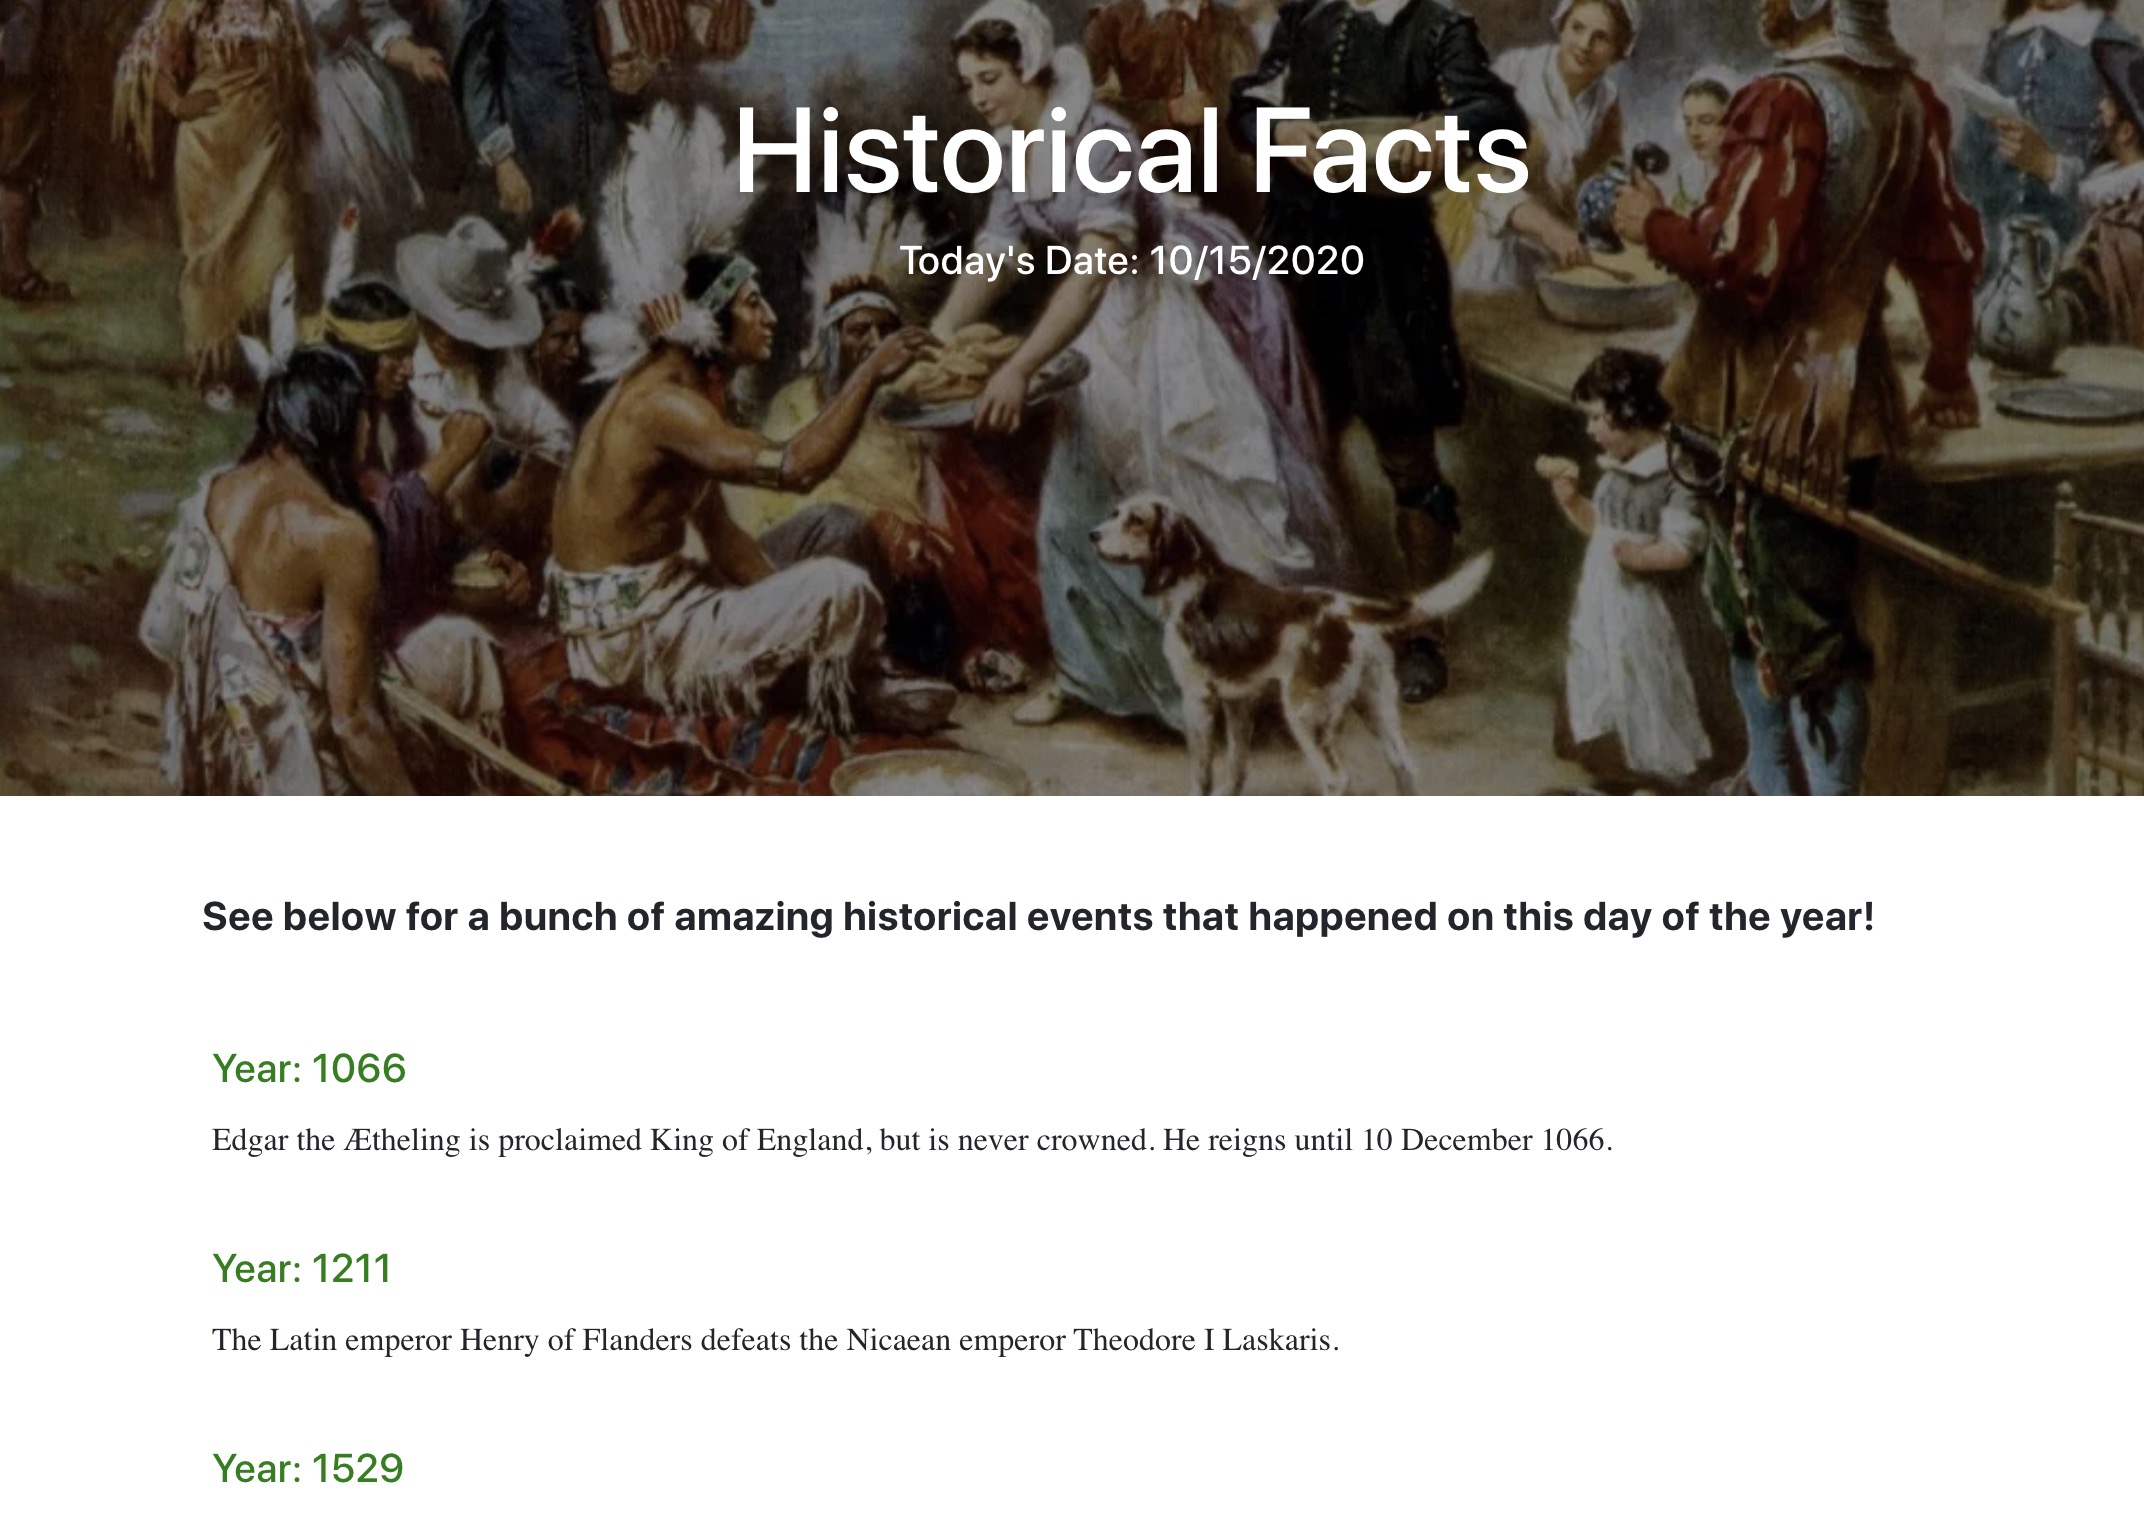 Historical Facts
Today's Date: 10/15/2020
See below for a bunch of amazing historical events that happened on this day of the year!
Year: 1066
Edgar the Ætheling is proclaimed King of England, but is never crowned. He reigns until 10 December 1066.
Year: 1211
The Latin emperor Henry of Flanders defeats the Nicaean emperor Theodore I Laskaris.
Year: 1529